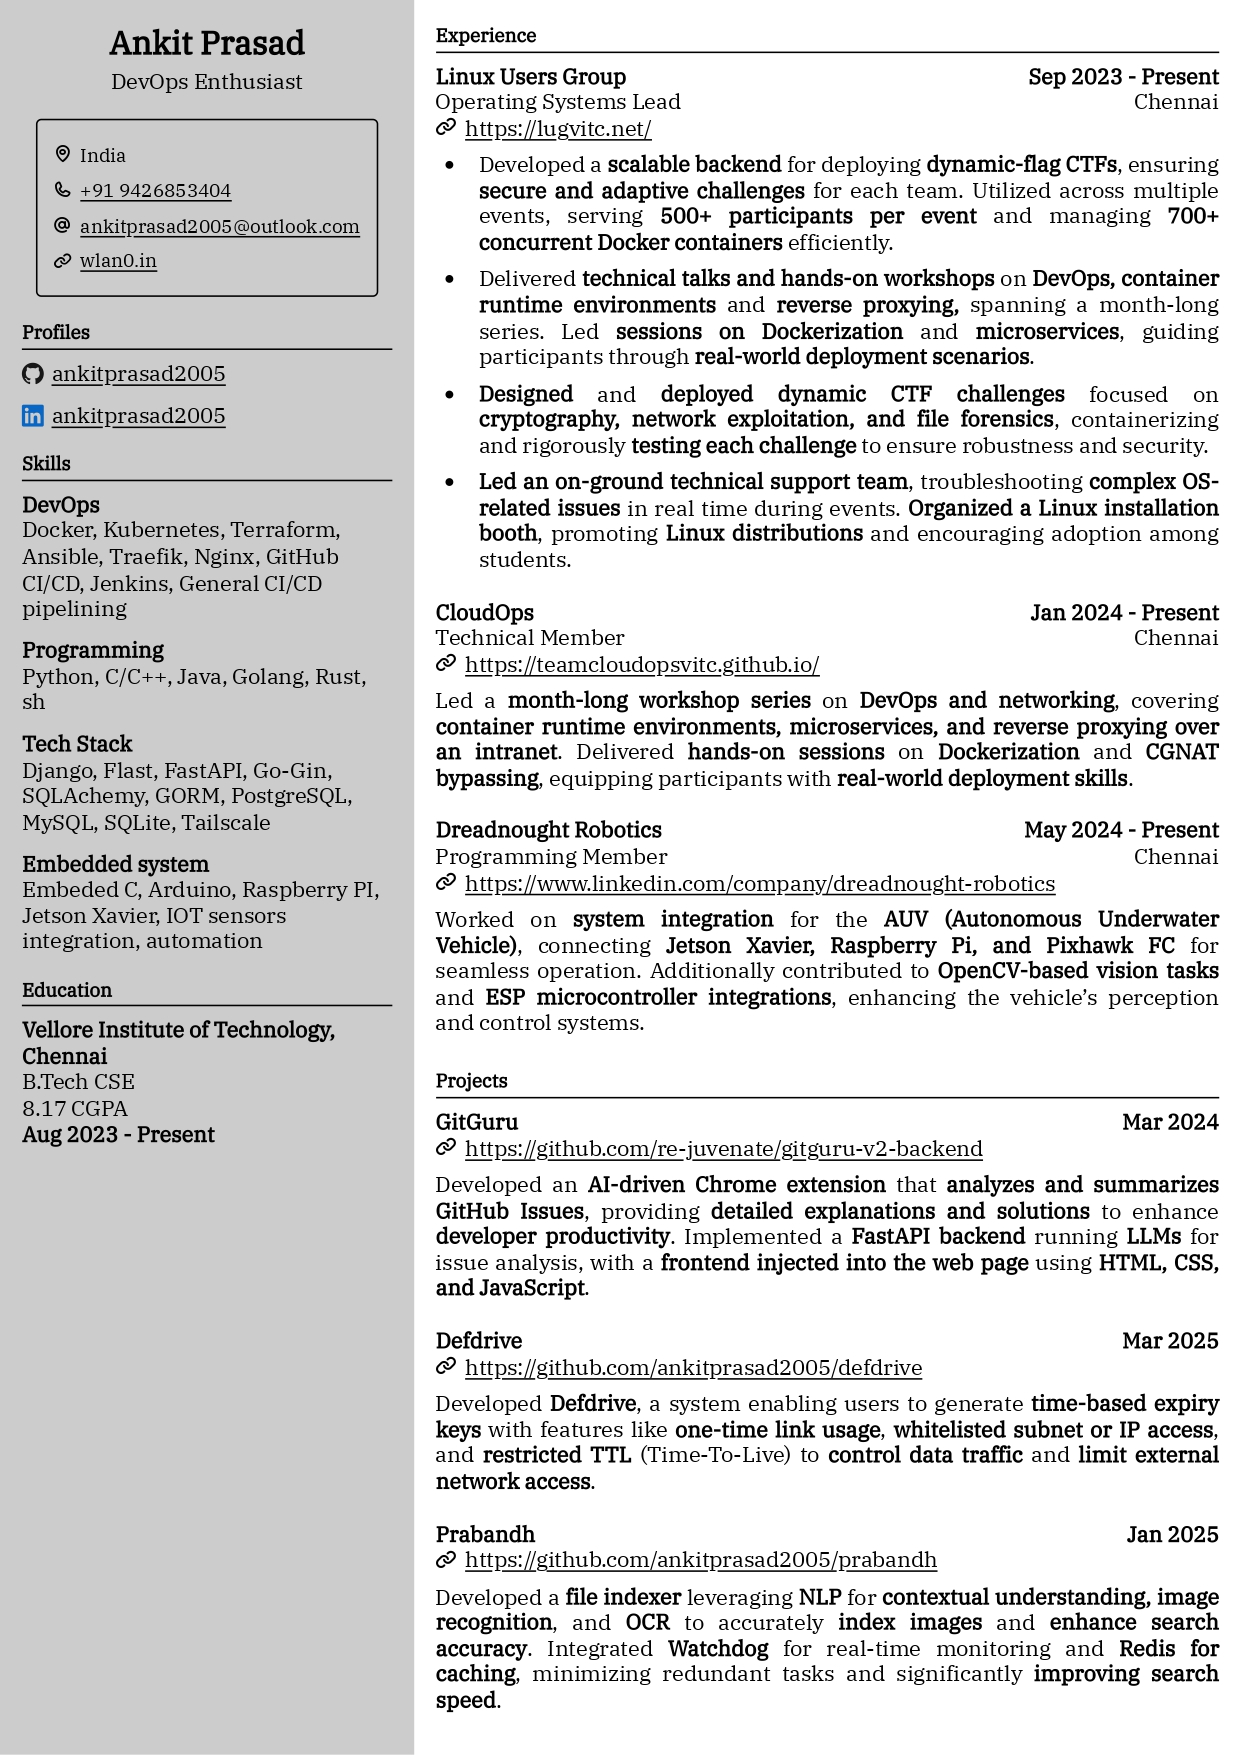 Ankit Prasad
DevOps Enthusiast
India
+91 9426853404
ankitprasad2005@outlook.com
wlan0.in
Profiles
ankitprasad2005
ankitprasad2005
Skills
DevOps
Docker, Kubernetes, Terraform,
Ansible, Traefik, Nginx, GitHub
CI/CD, Jenkins, General CI/CD
pipelining
Programming
Python, C/C++, Java, Golang, Rust,
sh
Tech Stack
Django, Flast, FastAPI, Go-Gin,
SQLAchemy, GORM, PostgreSQL,
MySQL, SQLite, Tailscale
Embedded system
Embeded C, Arduino, Raspberry PI,
Jetson Xavier, IOT sensors
integration, automation
Education
Vellore Institute of Technology,
Chennai
B.Tech CSE
8.17 CGPA
Aug 2023 - Present
Experience
Linux Users Group Sep 2023 - Present
Operating Systems Lead Chennai
https://lugvitc.net/
• Developed a scalable backend for deploying dynamic-flag CTFs, ensuring
secure and adaptive challenges for each team. Utilized across multiple
events, serving 500+ participants per event and managing 700+
concurrent Docker containers efficiently.
• Delivered technical talks and hands-on workshops on DevOps, container
runtime environments and reverse proxying, spanning a month-long
series. Led sessions on Dockerization and microservices, guiding
participants through real-world deployment scenarios.
• Designed and deployed dynamic CTF challenges focused on
cryptography, network exploitation, and file forensics, containerizing
and rigorously testing each challenge to ensure robustness and security.
• Led an on-ground technical support team, troubleshooting complex OS-
related issues in real time during events. Organized a Linux installation
booth, promoting Linux distributions and encouraging adoption among
students.
CloudOps Jan 2024 - Present
Technical Member Chennai
https://teamcloudopsvitc.github.io/
Led a month-long workshop series on DevOps and networking, covering
container runtime environments, microservices, and reverse proxying over
an intranet. Delivered hands-on sessions on Dockerization and CGNAT
bypassing, equipping participants with real-world deployment skills.
Dreadnought Robotics May 2024 - Present
Programming Member Chennai
https://www.linkedin.com/company/dreadnought-robotics
Worked on system integration for the AUV (Autonomous Underwater
Vehicle), connecting Jetson Xavier, Raspberry Pi, and Pixhawk FC for
seamless operation. Additionally contributed to OpenCV-based vision tasks
and ESP microcontroller integrations, enhancing the vehicle’s perception
and control systems.
Projects
GitGuru Mar 2024
https://github.com/re-juvenate/gitguru-v2-backend
Developed an AI-driven Chrome extension that analyzes and summarizes
GitHub Issues, providing detailed explanations and solutions to enhance
developer productivity. Implemented a FastAPI backend running LLMs for
issue analysis, with a frontend injected into the web page using HTML, CSS,
and JavaScript.
Defdrive Mar 2025
https://github.com/ankitprasad2005/defdrive
Developed Defdrive, a system enabling users to generate time-based expiry
keys with features like one-time link usage, whitelisted subnet or IP access,
and restricted TTL (Time-To-Live) to control data traffic and limit external
network access.
Prabandh Jan 2025
https://github.com/ankitprasad2005/prabandh
Developed a file indexer leveraging NLP for contextual understanding, image
recognition, and OCR to accurately index images and enhance search
accuracy. Integrated Watchdog for real-time monitoring and Redis for
caching, minimizing redundant tasks and significantly improving search
speed.